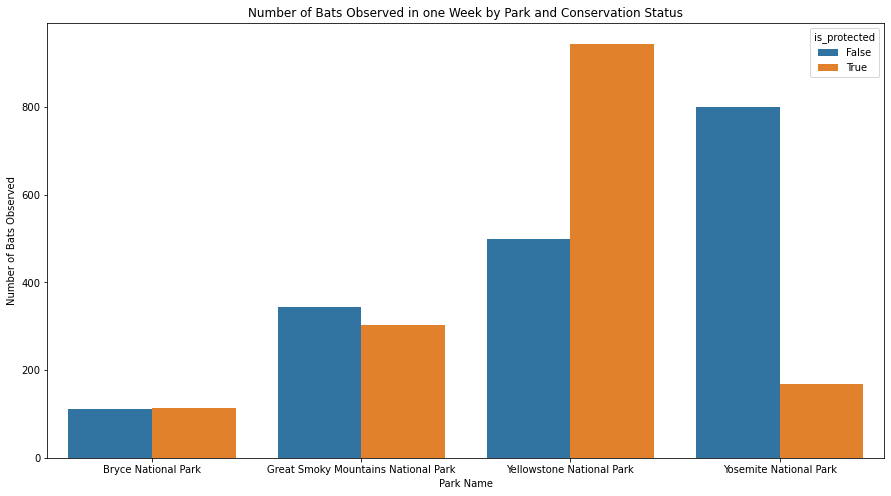 Number of Bats Observed in one Week by Park and Conservation Status
is_protected
False
True
Number of Bats Observed
800
600
400
200
0
Bryce National Park
Great Smoky Mountains National Park
Yellowstone National Park
Yosemite National Park
Park Name